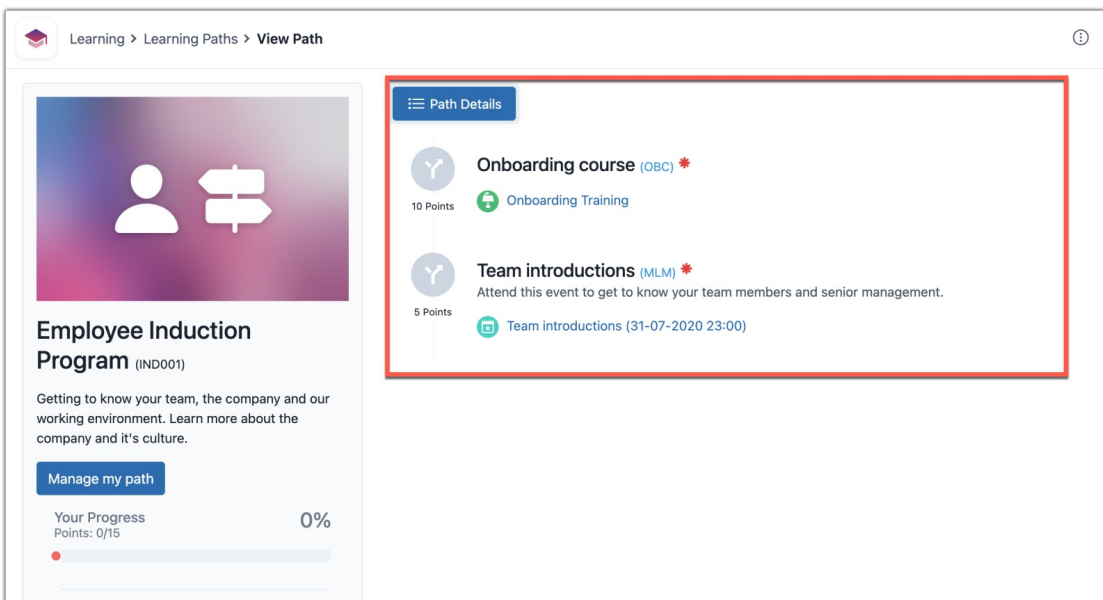 Learning > Learning Paths > View Path
Employee Induction
Program (IND001)
Getting to know your team, the company and our
working environment. Learn more about the
company and it's culture.
Manage my path
Your Progress
0%
Points: 0/15
Path Details
Onboarding course (OBC) *
10 Points
Onboarding Training
Team introductions (MLM) *
Attend this event to get to know your team members and senior management.
5 Points
Team introductions (31-07-2020 23:00)